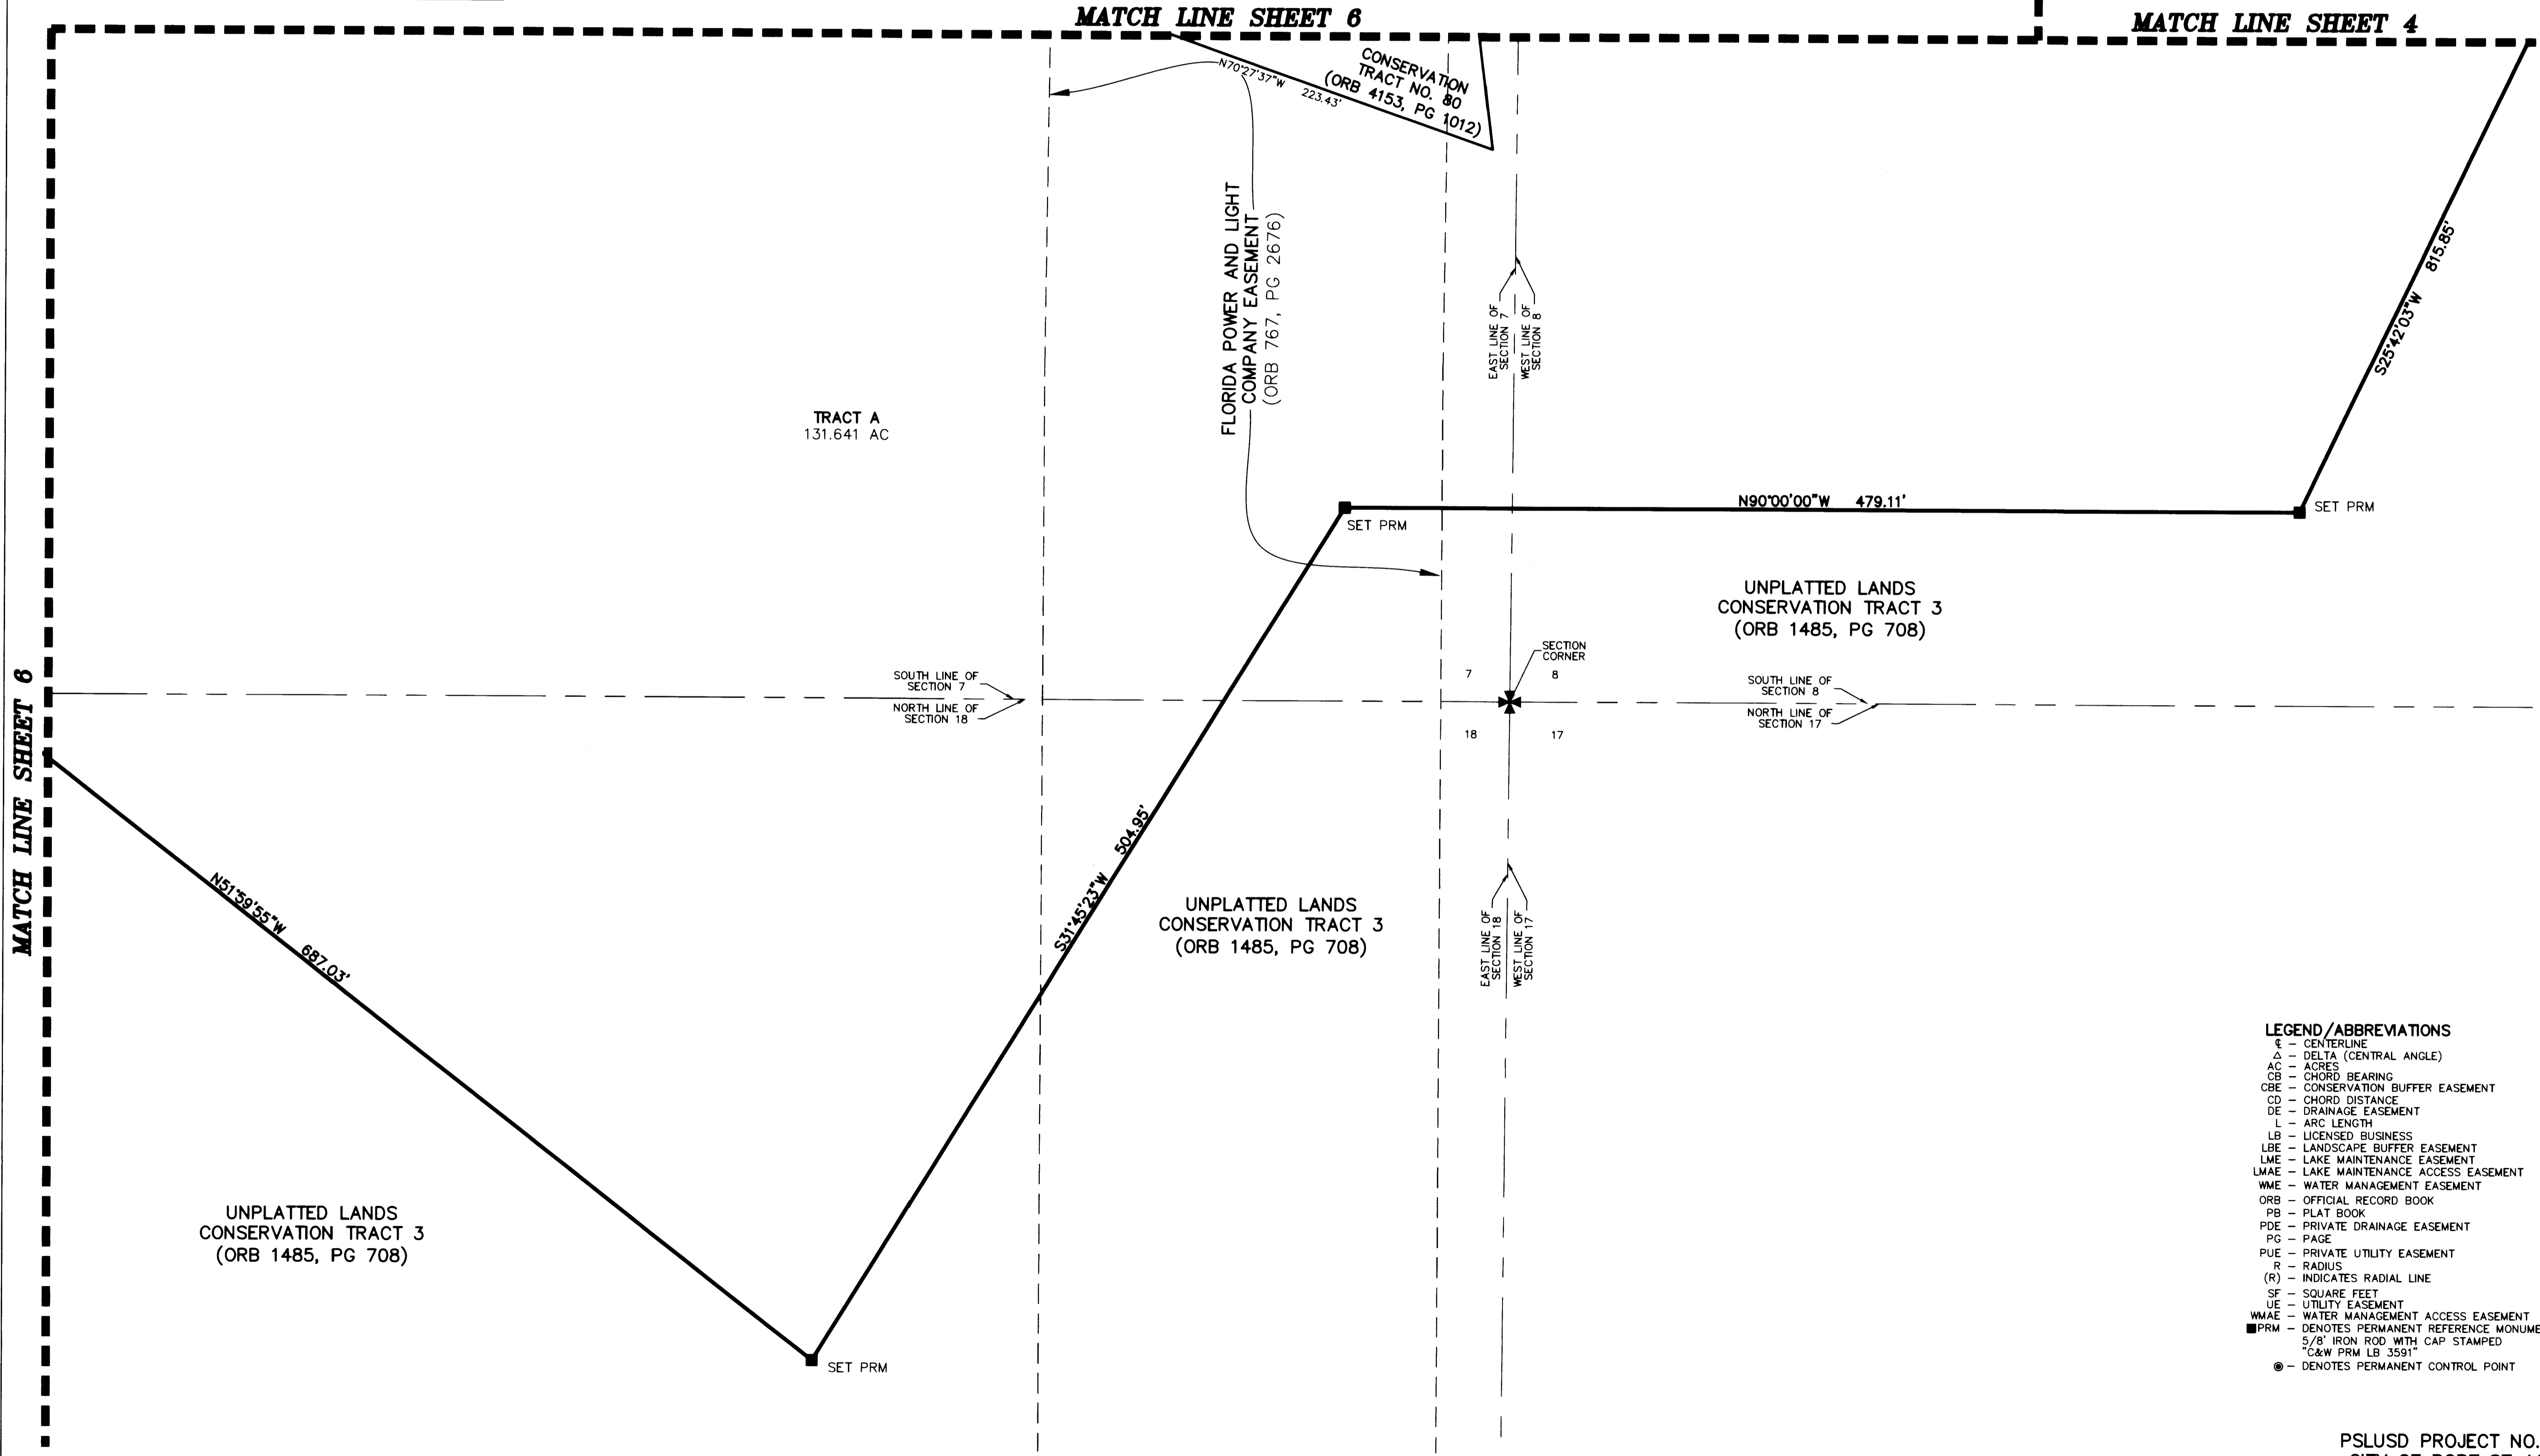 MATCH LINE SHEET 6
MATCH LINE SHEET 4
CONSERVATION
TRACT NO. 80
(ORB 4153, PG 1012)
N70°27'37"W 223.43'
FLORIDA POWER AND LIGHT
COMPANY EASEMENT
(ORB 767, PG 2676)
EAST LINE OF
SECTION 7
WEST LINE OF
SECTION 8
815.85'
S25°42'03"W
TRACT A
131.641 AC
N90°00'00"W 479.11'
SET PRM
SET PRM
UNPLATTED LANDS
CONSERVATION TRACT 3
(ORB 1485, PG 708)
SECTION
CORNER
7
8
18
17
SOUTH LINE OF
SECTION 7
NORTH LINE OF
SECTION 18
SOUTH LINE OF
SECTION 8
NORTH LINE OF
SECTION 17
MATCH LINE SHEET 6
N51°59'55"W 687.03'
S31°45'23"W 504.95'
UNPLATTED LANDS
CONSERVATION TRACT 3
(ORB 1485, PG 708)
EAST LINE OF
SECTION 18
WEST LINE OF
SECTION 17
UNPLATTED LANDS
CONSERVATION TRACT 3
(ORB 1485, PG 708)
SET PRM
LEGEND/ABBREVIATIONS
℄ – CENTERLINE
△ – DELTA (CENTRAL ANGLE)
AC – ACRES
CB – CHORD BEARING
CBE – CONSERVATION BUFFER EASEMENT
CD – CHORD DISTANCE
DE – DRAINAGE EASEMENT
L – ARC LENGTH
LB – LICENSED BUSINESS
LBE – LANDSCAPE BUFFER EASEMENT
LME – LAKE MAINTENANCE EASEMENT
LMAE – LAKE MAINTENANCE ACCESS EASEMENT
WME – WATER MANAGEMENT EASEMENT
ORB – OFFICIAL RECORD BOOK
PB – PLAT BOOK
PDE – PRIVATE DRAINAGE EASEMENT
PG – PAGE
PUE – PRIVATE UTILITY EASEMENT
R – RADIUS
(R) – INDICATES RADIAL LINE
SF – SQUARE FEET
UE – UTILITY EASEMENT
WMAE – WATER MANAGEMENT ACCESS EASEMENT
■PRM – DENOTES PERMANENT REFERENCE MONUME
5/8' IRON ROD WITH CAP STAMPED
"C&W PRM LB 3591"
◉ – DENOTES PERMANENT CONTROL POINT
PSLUSD PROJECT NO.